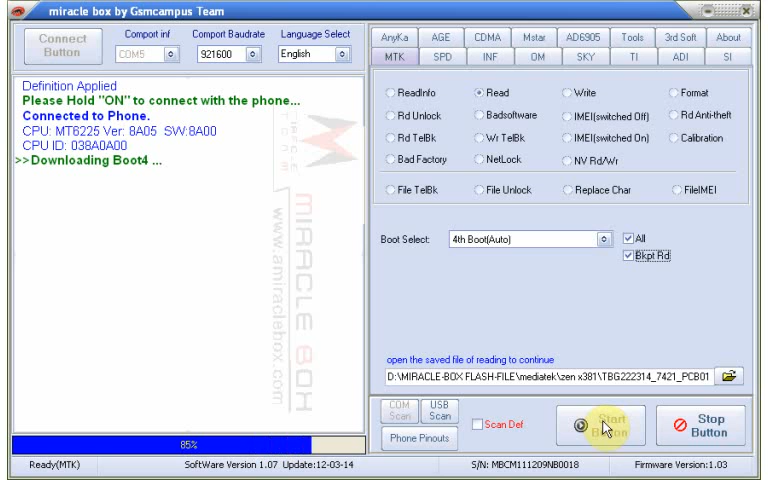 miracle box by Gsmcampus Team
Connect Button
Comport inf
Comport Baudrate
Language Select
COM5
921600
English
AnyKa AGE CDMA Mstar AD6905 Tools 3rd Soft About
MTK SPD INF OM SKY TI ADI SI
Definition Applied
Please Hold "ON" to connect with the phone...
Connected to Phone.
CPU: MT6225 Ver: 8A05 SW:8A00
CPU ID: 038A0A00
>>Downloading Boot4 ...
ReadInfo Read Write Format
Rd Unlock Badsoftware IMEI(switched Off) Rd Anti-theft
Rd TelBk Wr TelBk IMEI(switched On) Calibration
Bad Factory NetLock NV Rd/Wr
File TelBk File Unlock Replace Char FileIMEI
Boot Select: 4th Boot(Auto) All
Bkpt Rd
MIRACLE BOX
www.amiraclebox.com
open the saved file of reading to continue
D:\MIRACLE-BOX FLASH-FILE\mediatek\zen x381\TBG222314_7421_PCB01
COM Scan
USB Scan
Scan Def
Start Button
Stop Button
Phone Pinouts
85%
Ready(MTK) SoftWare Version 1.07 Update:12-03-14 S/N: MBCM111209NB0018 Firmware Version:1.03